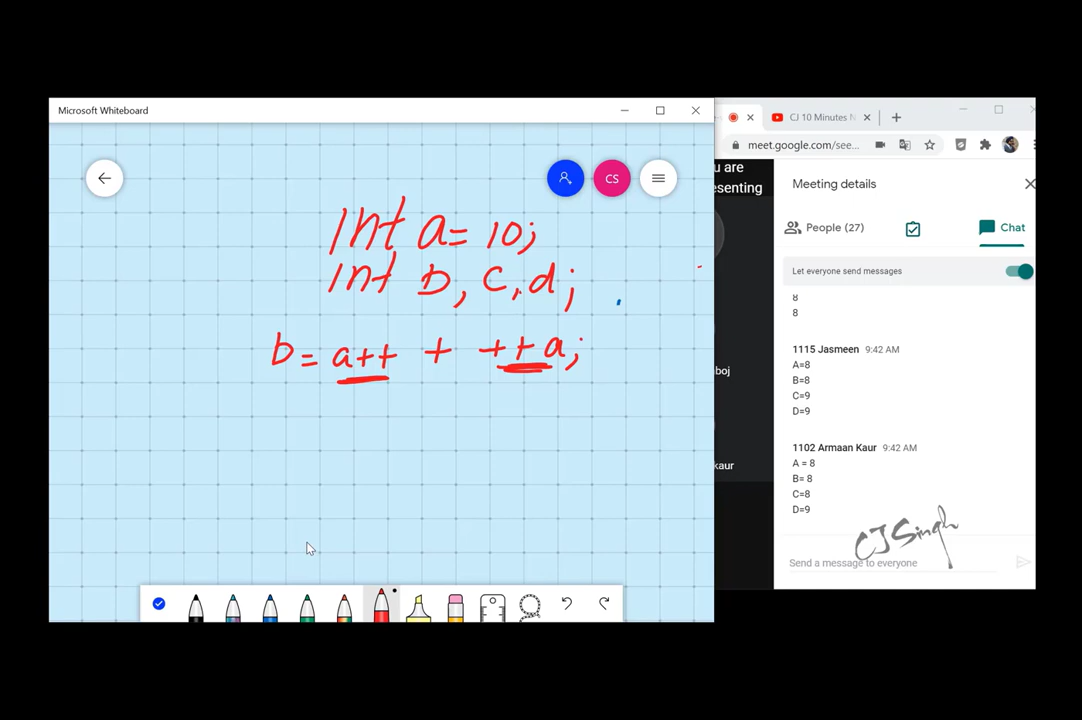 Microsoft Whiteboard
CJ 10 Minutes N
meet.google.com/see...
u are
esenting
Meeting details
CS
People (27)
Chat
Int a= 10;
Int b, c, d;
Let everyone send messages
8
8
b= a++ + ++a;
1115 Jasmeen 9:42 AM
A=8
B=8
C=9
D=9
boj
1102 Armaan Kaur 9:42 AM
kaur
A = 8
B= 8
C=8
D=9
CJSingh
Send a message to everyone